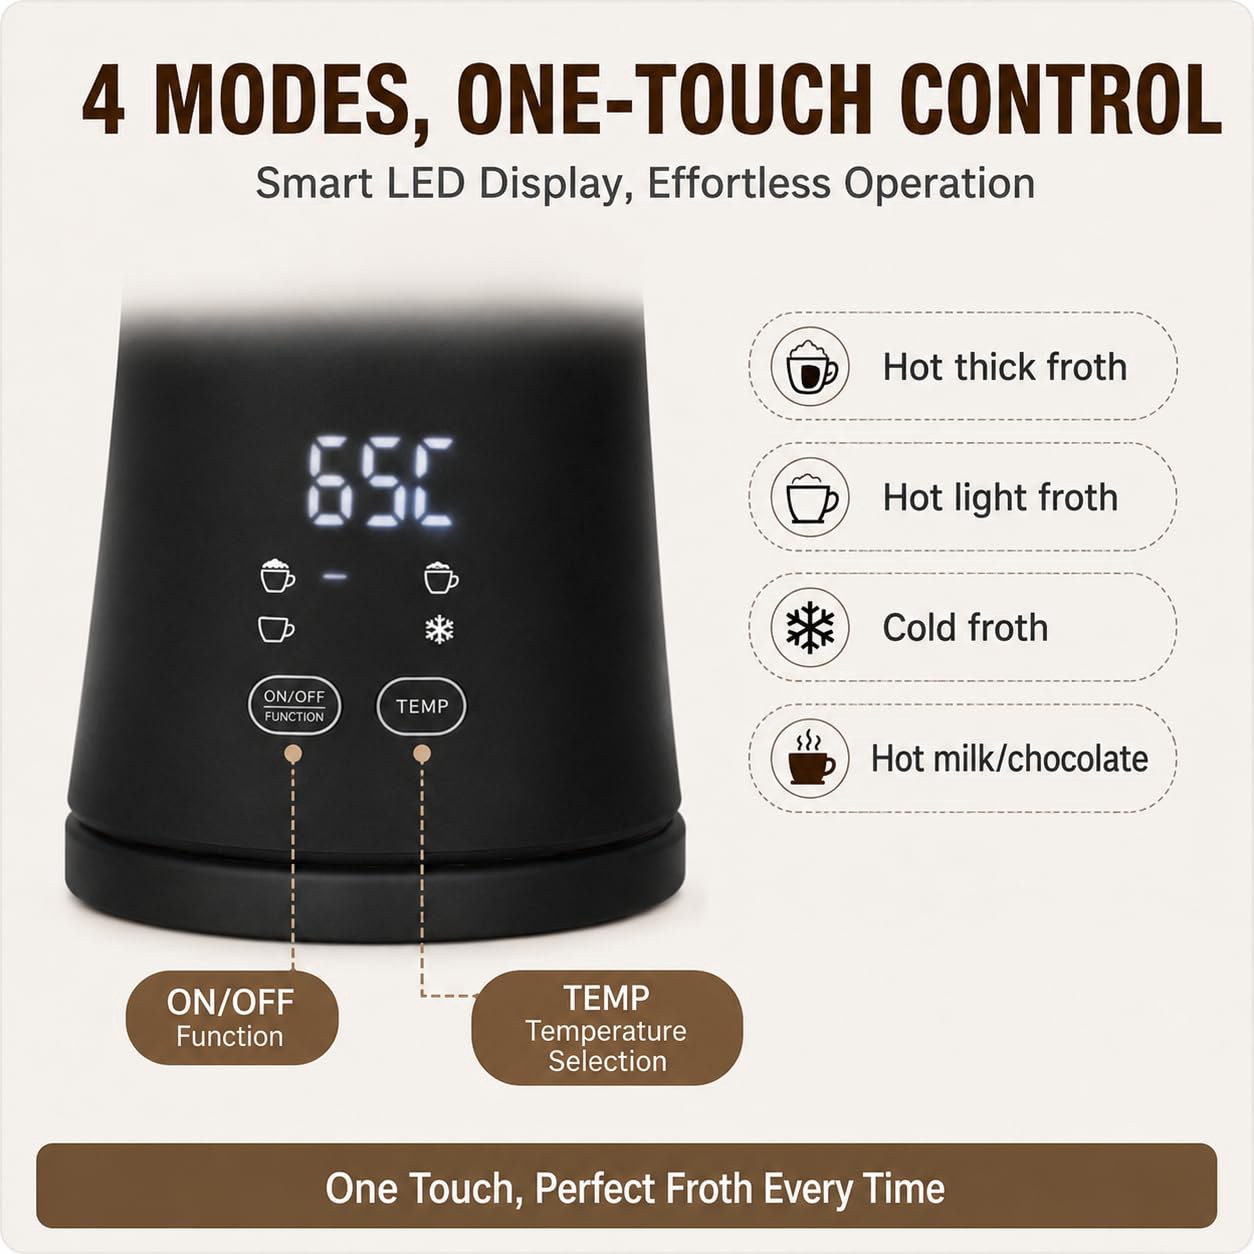 4 MODES, ONE-TOUCH CONTROL
Smart LED Display, Effortless Operation
65C
ON/OFF
FUNCTION
TEMP
Hot thick froth
Hot light froth
Cold froth
Hot milk/chocolate
ON/OFF
Function
TEMP
Temperature
Selection
One Touch, Perfect Froth Every Time